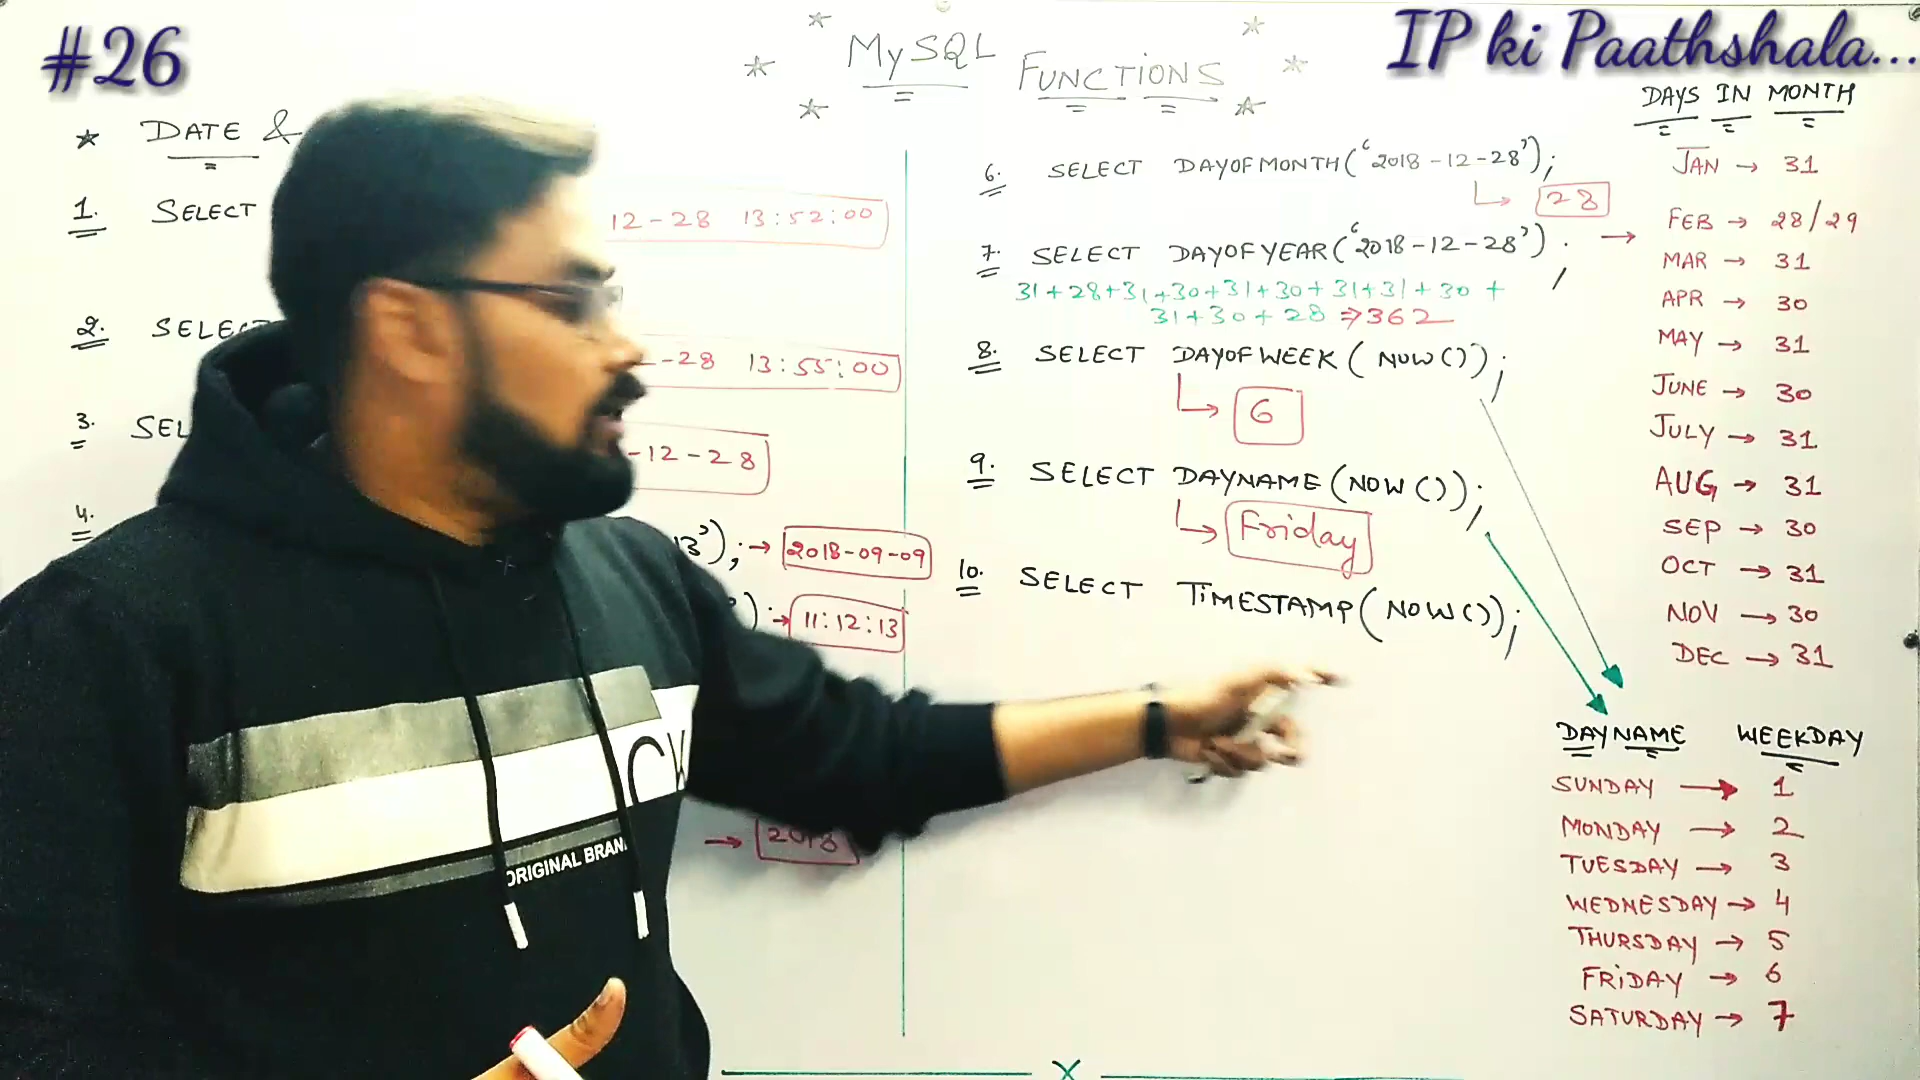 #26
IP ki Paathshala...
MySQL FUNCTIONS
* DATE &
1. SELECT
12-28 13:52:00
2. SELEC
-28 13:55:00
3. SEL
-12-28
4.
13'); → 2018-09-09
'); → 11:12:13
→ 2018
6. SELECT DAYOFMONTH('2018-12-28');
↳ 28
7. SELECT DAYOFYEAR('2018-12-28'); →
31+28+31+30+31+30+31+31+30+
31+30+28 ⇒ 362
8. SELECT DAYOFWEEK(NOW());
↳ 6
9. SELECT DAYNAME(NOW());
↳ Friday
10. SELECT TIMESTAMP(NOW());
DAYS IN MONTH
JAN → 31
FEB → 28/29
MAR → 31
APR → 30
MAY → 31
JUNE → 30
JULY → 31
AUG → 31
SEP → 30
OCT → 31
NOV → 30
DEC → 31
DAYNAME WEEKDAY
SUNDAY → 1
MONDAY → 2
TUESDAY → 3
WEDNESDAY → 4
THURSDAY → 5
FRIDAY → 6
SATURDAY → 7
X
CK
ORIGINAL BRAN